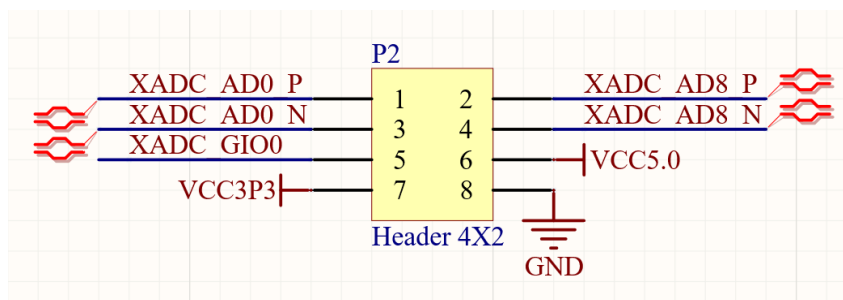 P2
XADC_AD0_P 1 2 XADC_AD8_P
XADC_AD0_N 3 4 XADC_AD8_N
XADC_GIO0 5 6 VCC5.0
VCC3P3 7 8
Header 4X2
GND